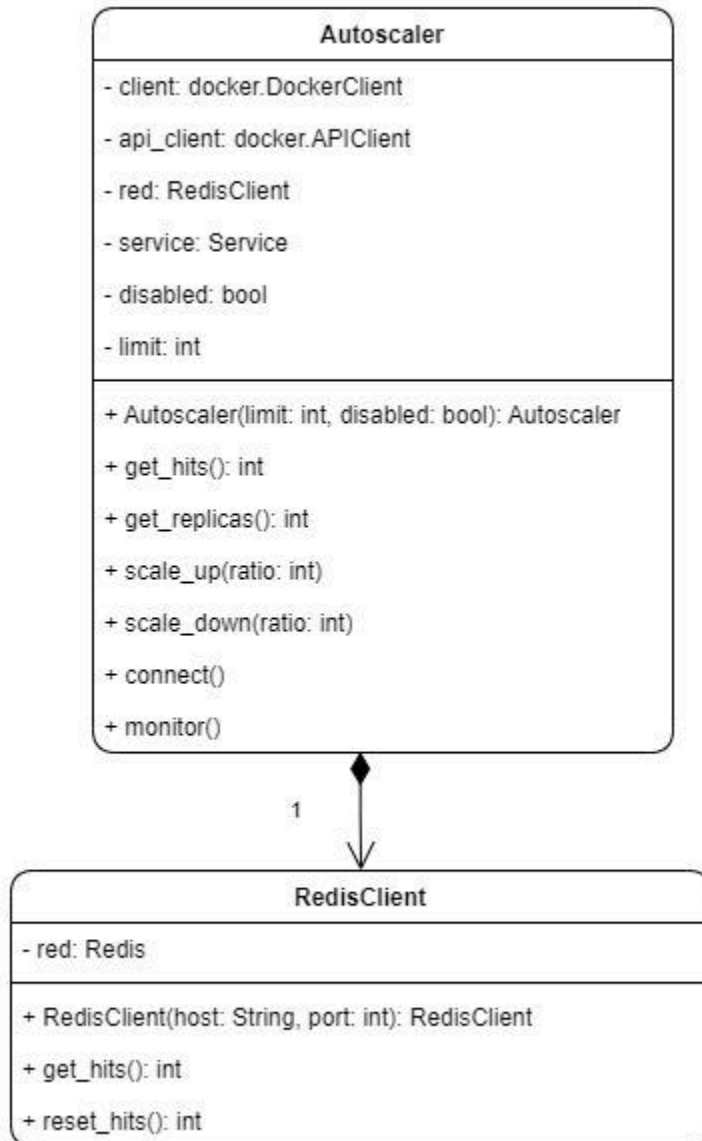 Autoscaler
- client: docker.DockerClient
- api_client: docker.APIClient
- red: RedisClient
- service: Service
- disabled: bool
- limit: int
+ Autoscaler(limit: int, disabled: bool): Autoscaler
+ get_hits(): int
+ get_replicas(): int
+ scale_up(ratio: int)
+ scale_down(ratio: int)
+ connect()
+ monitor()
1
RedisClient
- red: Redis
+ RedisClient(host: String, port: int): RedisClient
+ get_hits(): int
+ reset_hits(): int